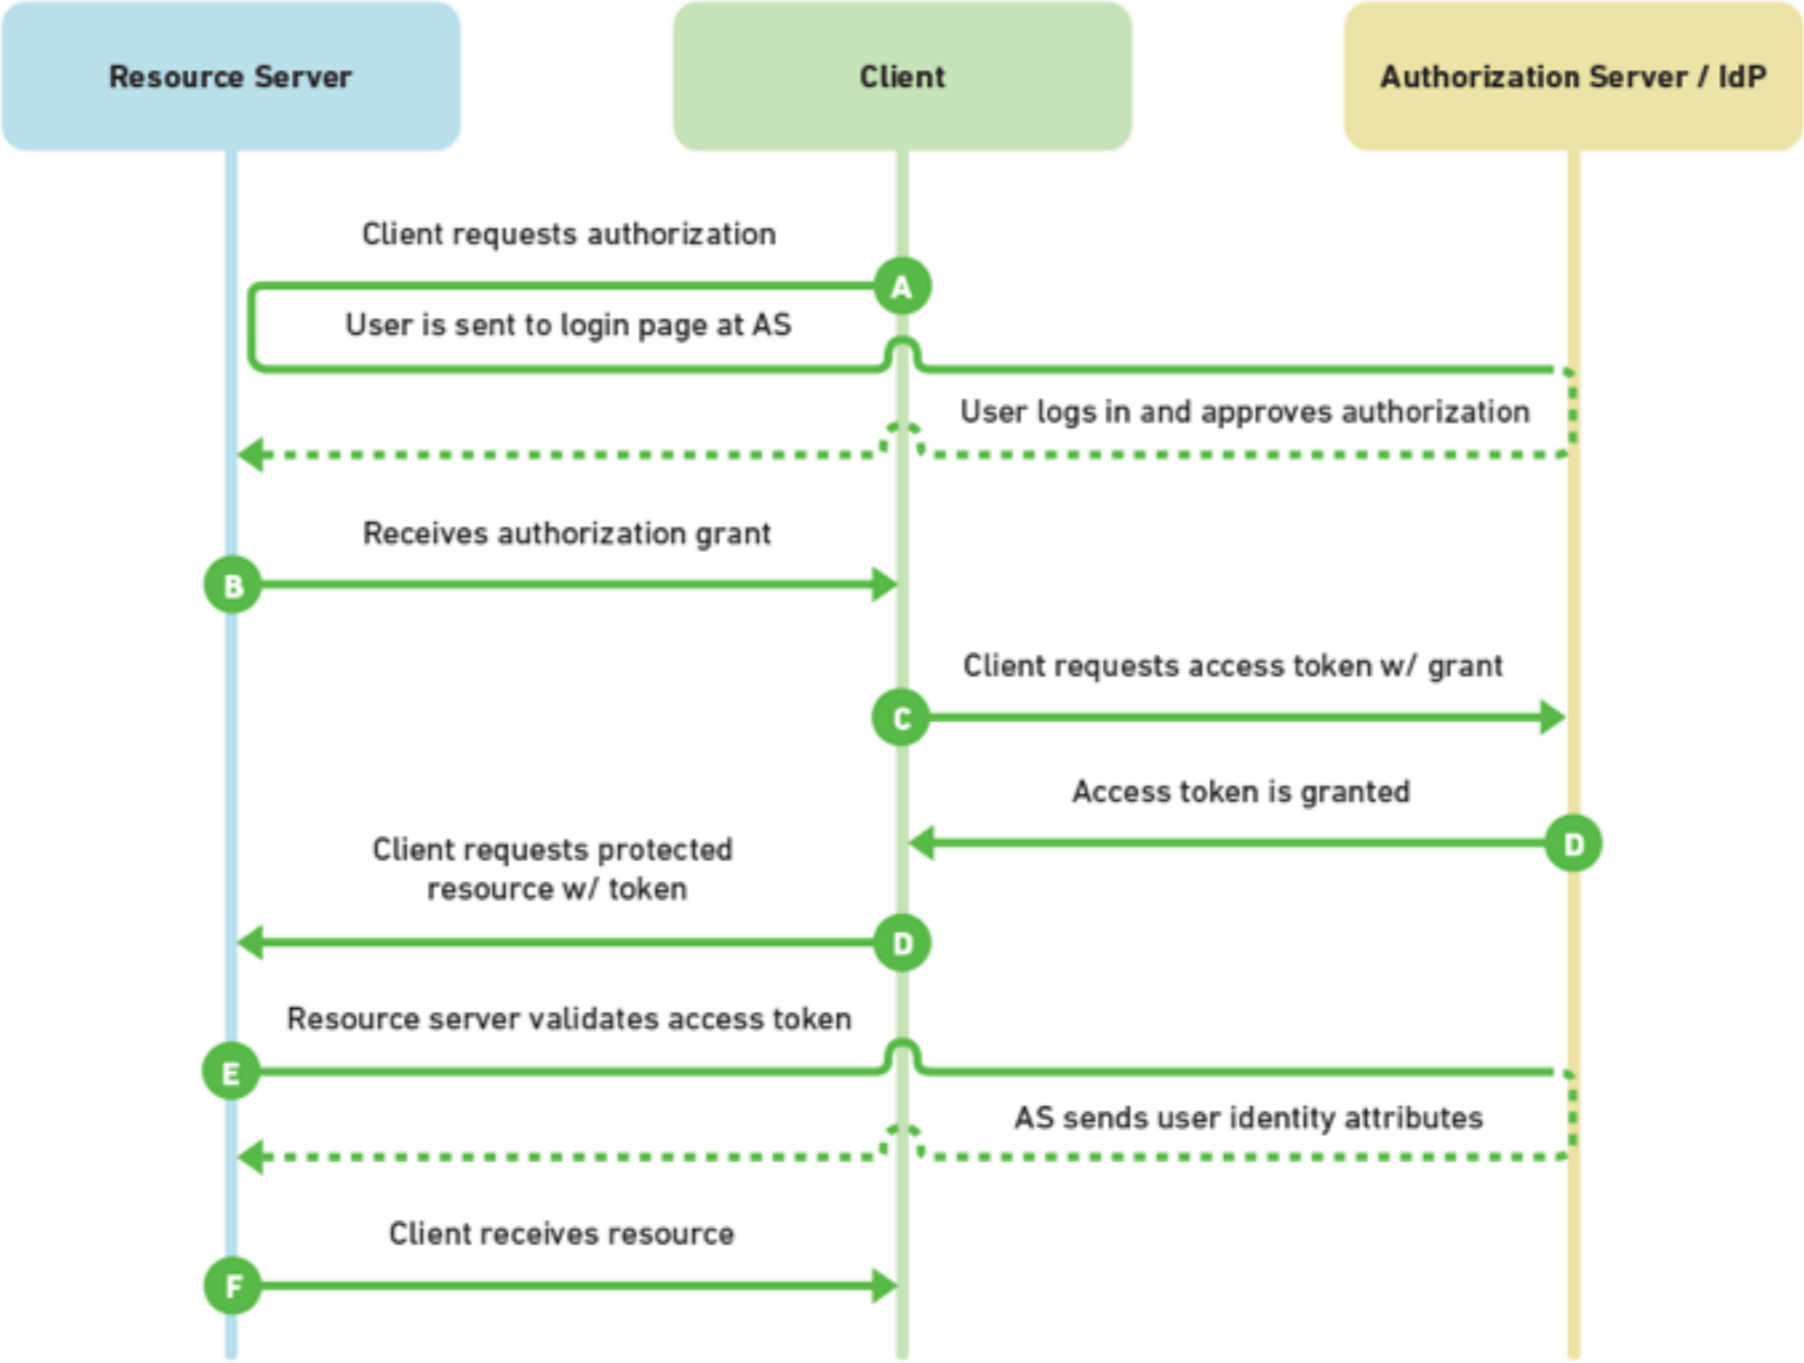 Resource Server
Client
Authorization Server / IdP
Client requests authorization
A
User is sent to login page at AS
User logs in and approves authorization
Receives authorization grant
B
Client requests access token w/ grant
C
Access token is granted
D
Client requests protected
resource w/ token
D
Resource server validates access token
E
AS sends user identity attributes
Client receives resource
F